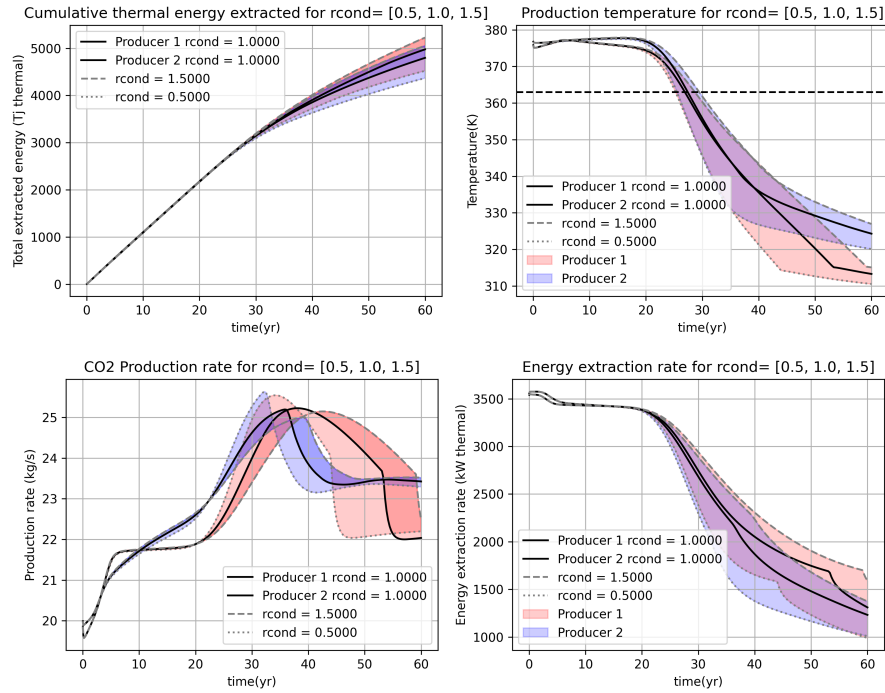 Cumulative thermal energy extracted for rcond= [0.5, 1.0, 1.5]
Total extracted energy (Tj thermal)
5000
4000
3000
2000
1000
0
Producer 1 rcond = 1.0000
Producer 2 rcond = 1.0000
rcond = 1.5000
rcond = 0.5000
0 10 20 30 40 50 60
time(yr)
Production temperature for rcond= [0.5, 1.0, 1.5]
Temperature(K)
380
370
360
350
340
330
320
310
Producer 1 rcond = 1.0000
Producer 2 rcond = 1.0000
rcond = 1.5000
rcond = 0.5000
Producer 1
Producer 2
0 10 20 30 40 50 60
time(yr)
CO2 Production rate for rcond= [0.5, 1.0, 1.5]
Production rate (kg/s)
25
24
23
22
21
20
Producer 1 rcond = 1.0000
Producer 2 rcond = 1.0000
rcond = 1.5000
rcond = 0.5000
0 10 20 30 40 50 60
time(yr)
Energy extraction rate for rcond= [0.5, 1.0, 1.5]
Energy extraction rate (kW thermal)
3500
3000
2500
2000
1500
1000
Producer 1 rcond = 1.0000
Producer 2 rcond = 1.0000
rcond = 1.5000
rcond = 0.5000
Producer 1
Producer 2
0 10 20 30 40 50 60
time(yr)